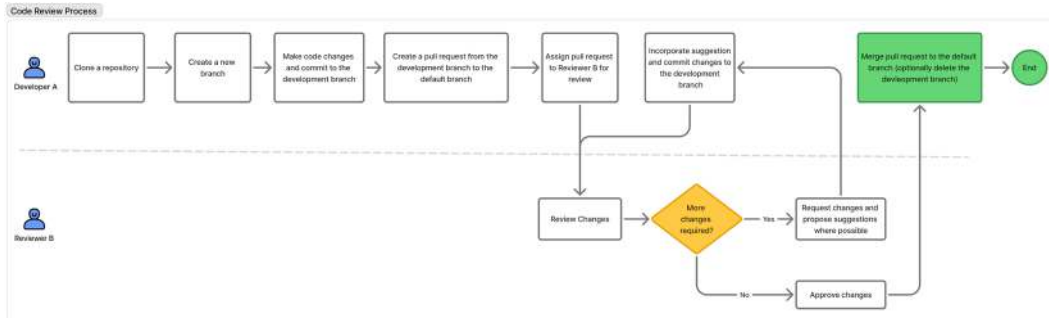 Code Review Process
Developer A
Clone a repository
Create a new
branch
Make code changes
and commit to the
development branch
Create a pull request from the
development branch to the
default branch
Assign pull request
to Reviewer B for
review
Incorporate suggestion
and commit changes to
the development
branch
Merge pull request to the default
branch (optionally delete the
devleopment branch)
End
Reviewer B
Review Changes
More
changes
required?
Yes
Request changes and
propose suggestions
where possible
No
Approve changes